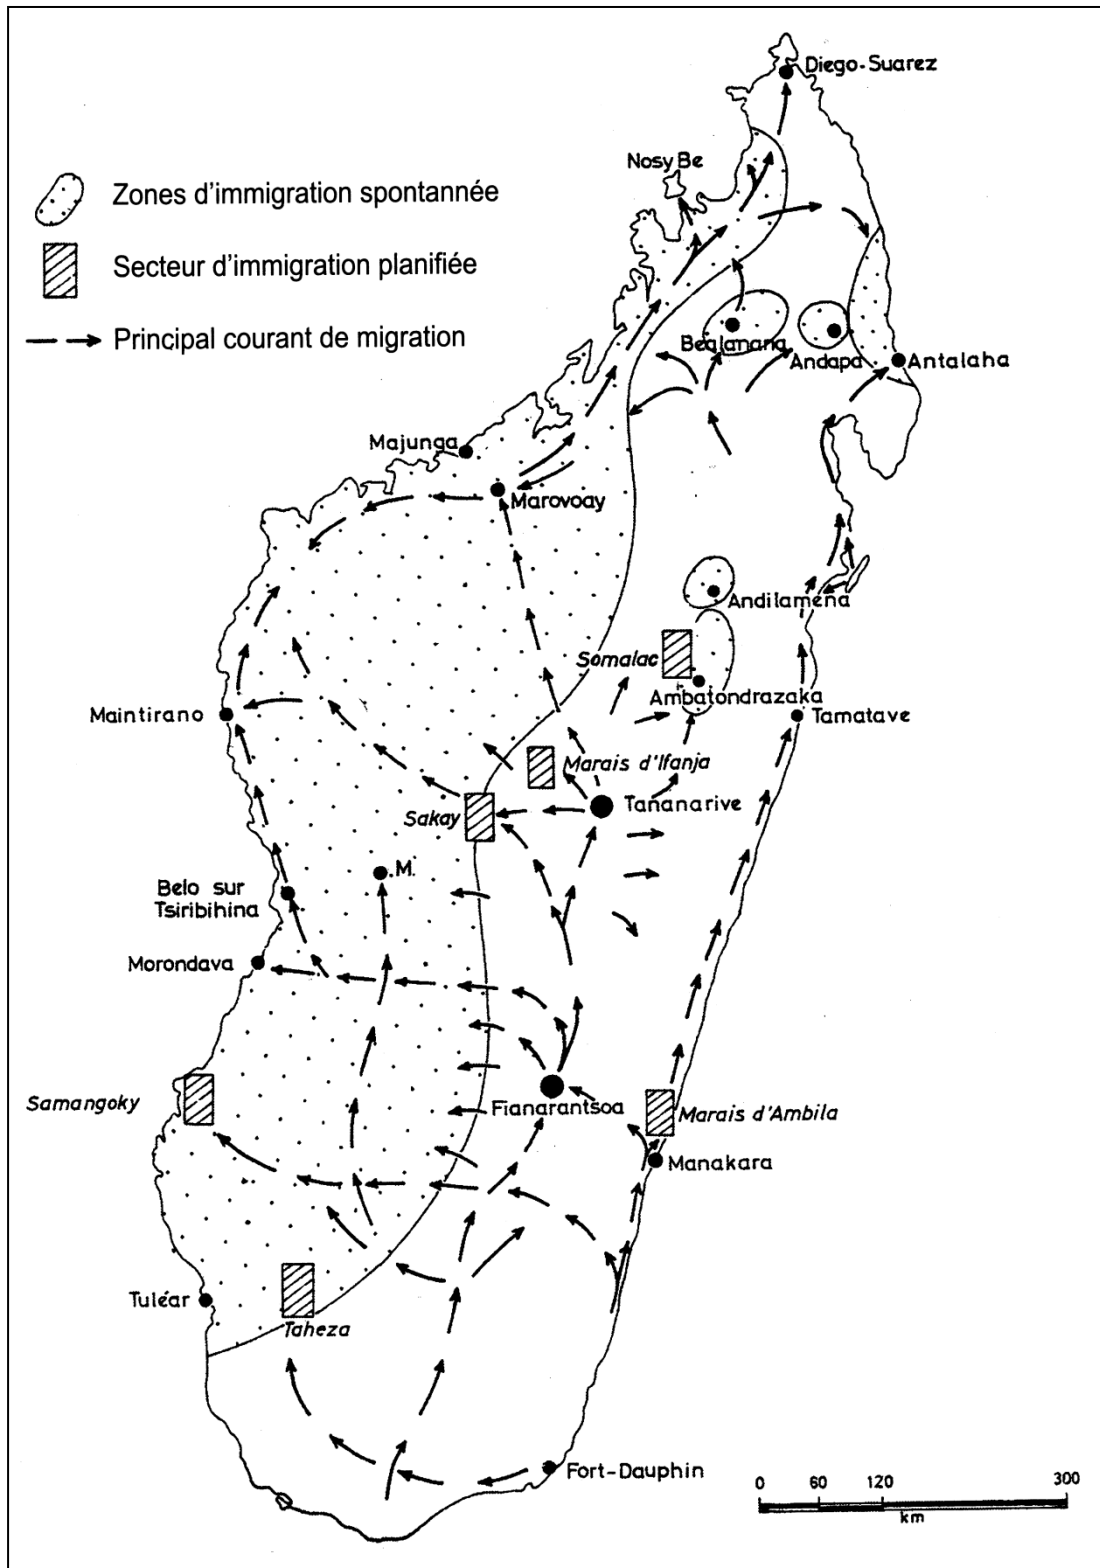 Diego-Suarez
Nosy Be
Zones d'immigration spontannée
Secteur d'immigration planifiée
Principal courant de migration
Bealanana
Andapa
Antalaha
Majunga
Marovoay
Andilamena
Somalac
Ambatondrazaka
Maintirano
Tamatave
Marais d'Ifanja
Tananarive
Sakay
M.
Belo sur
Tsiribihina
Morondava
Samangoky
Fianarantsoa
Marais d'Ambila
Manakara
Tuléar
Taheza
Fort-Dauphin
0 60 120 300
km